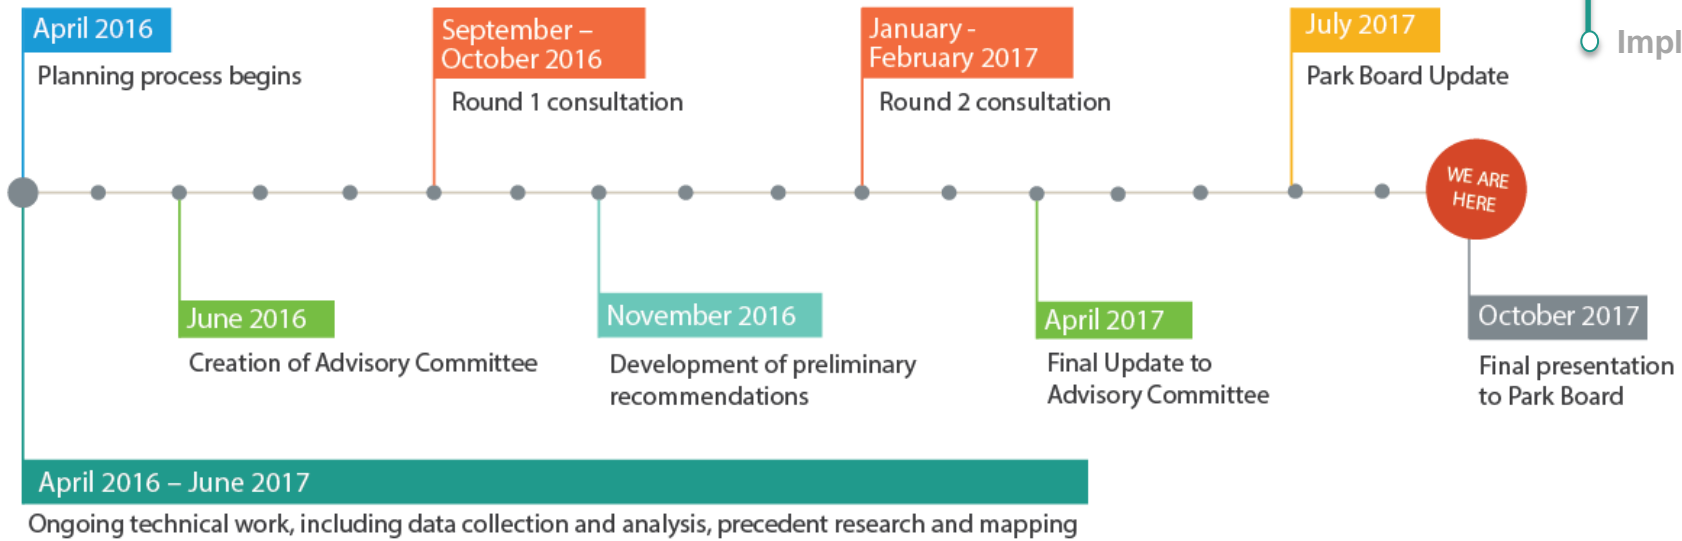 April 2016
Planning process begins
September –
October 2016
Round 1 consultation
January -
February 2017
Round 2 consultation
July 2017
Park Board Update
Impl
WE ARE
HERE
June 2016
Creation of Advisory Committee
November 2016
Development of preliminary
recommendations
April 2017
Final Update to
Advisory Committee
October 2017
Final presentation
to Park Board
April 2016 – June 2017
Ongoing technical work, including data collection and analysis, precedent research and mapping